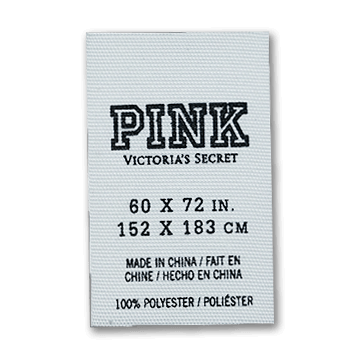 PINK
VICTORIA'S SECRET
60 X 72 IN.
152 X 183 CM
MADE IN CHINA / FAIT EN
CHINE / HECHO EN CHINA
100% POLYESTER / POLIÉSTER